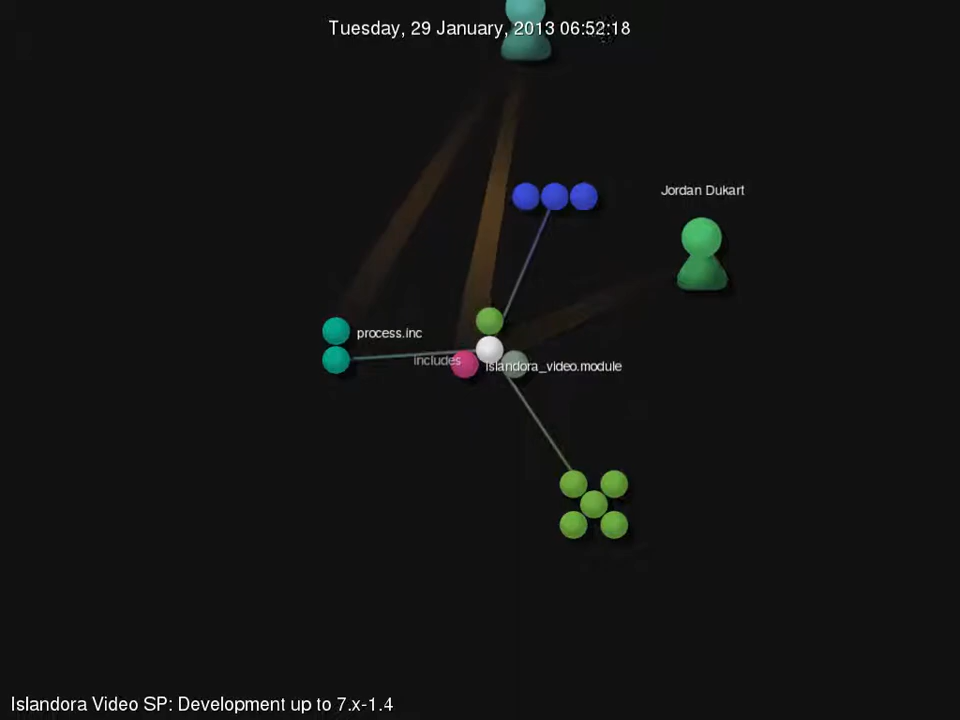 Tuesday, 29 January, 2013 06:52:18
Jordan Dukart
process.inc
includes
islandora_video.module
Islandora Video SP: Development up to 7.x-1.4